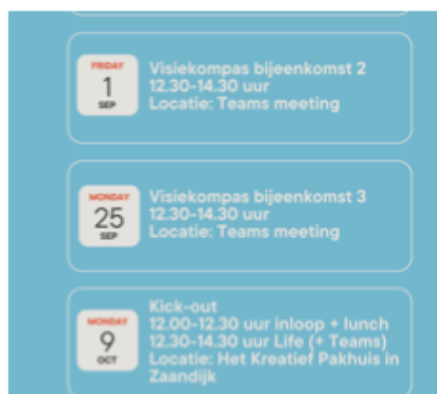 FRIDAY
1
SEP
Visiekompas bijeenkomst 2
12.30-14.30 uur
Locatie: Teams meeting
MONDAY
25
SEP
Visiekompas bijeenkomst 3
12.30-14.30 uur
Locatie: Teams meeting
MONDAY
9
OCT
Kick-out
12.00-12.30 uur inloop + lunch
12.30-14.30 uur Life (+ Teams)
Locatie: Het Kreatief Pakhuis in
Zaandijk